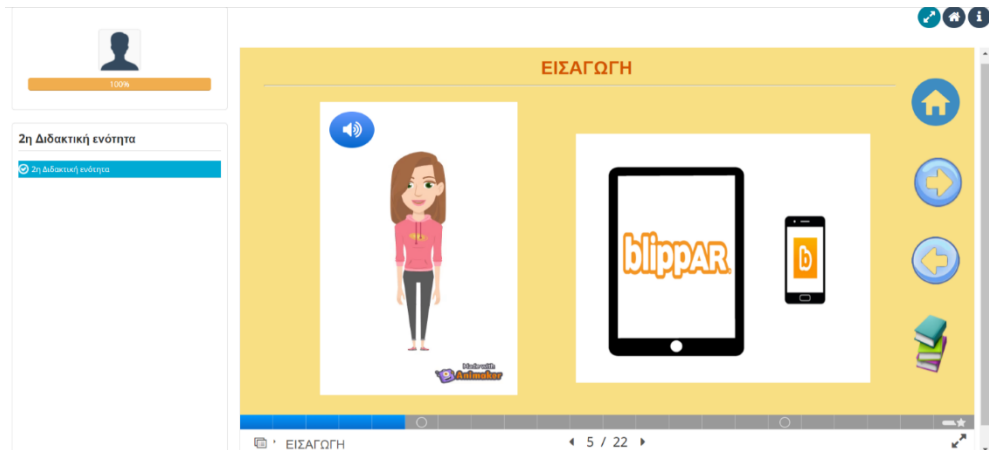 100%
2η Διδακτική ενότητα
2η Διδακτική ενότητα
ΕΙΣΑΓΩΓΗ
blippAR
b
Made with
Animaker
ΕΙΣΑΓΩΓΗ
5 / 22